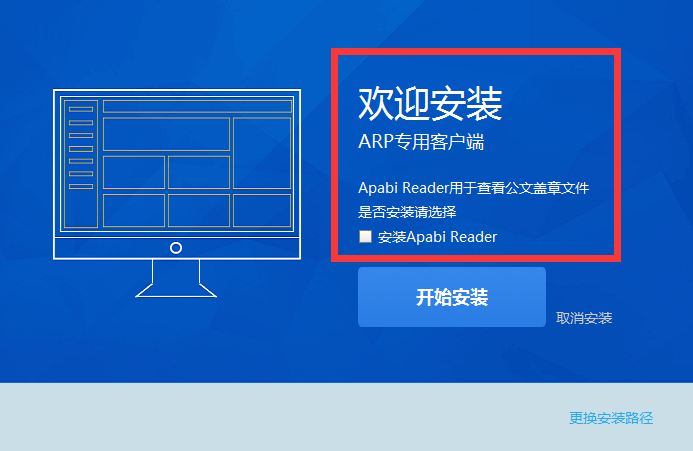 欢迎安装
ARP专用客户端
Apabi Reader用于查看公文盖章文件
是否安装请选择
安装Apabi Reader
开始安装
取消安装
更换安装路径